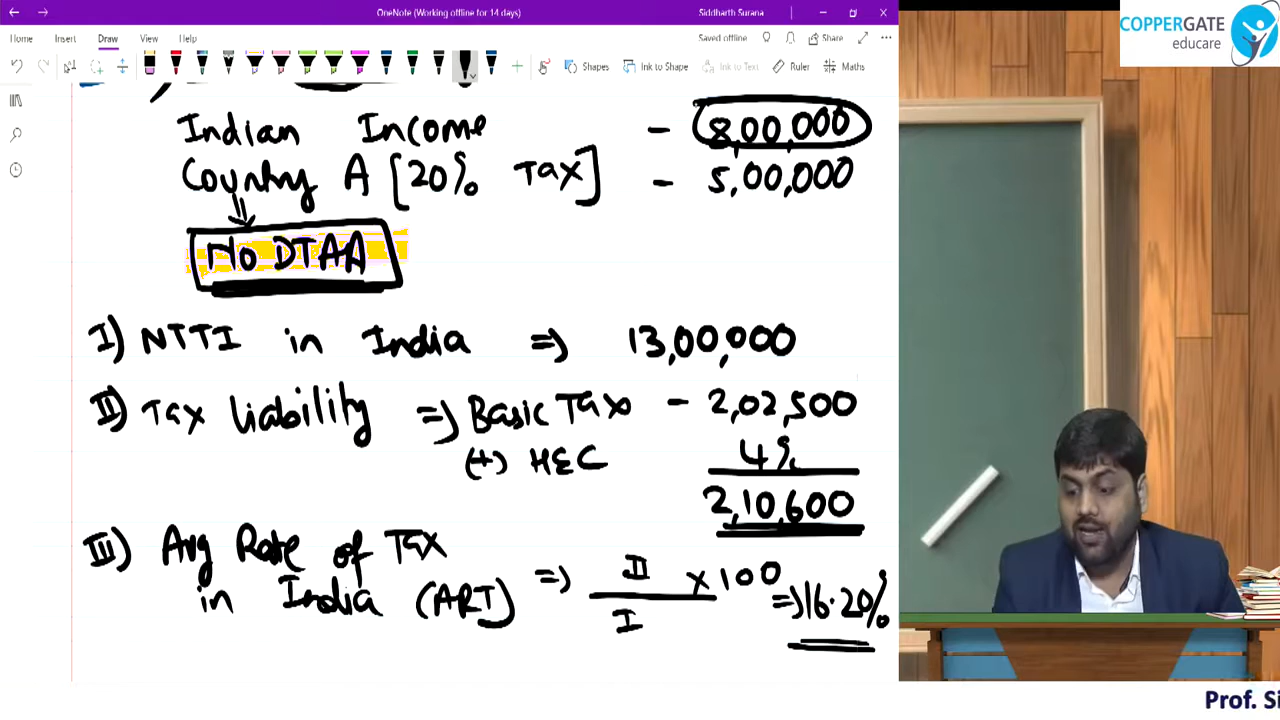 OneNote (Working offline for 14 days)
Siddharth Surana
COPPERGATE
educare
Home Insert Draw View Help
Saved offline
Share
Shapes
Ink to Shape
Ink to Text
Ruler
Maths
Indian Income - 8,00,000
Country A [20% Tax] - 5,00,000
No DTAA
I) NTTI in India => 13,00,000
II) Tax liability => Basic Tax - 2,02,500
(+) HEC 4%
2,10,600
III) Avg Rate of Tax
in India (ART) => II / I × 100 => 16.20%
Prof. Si